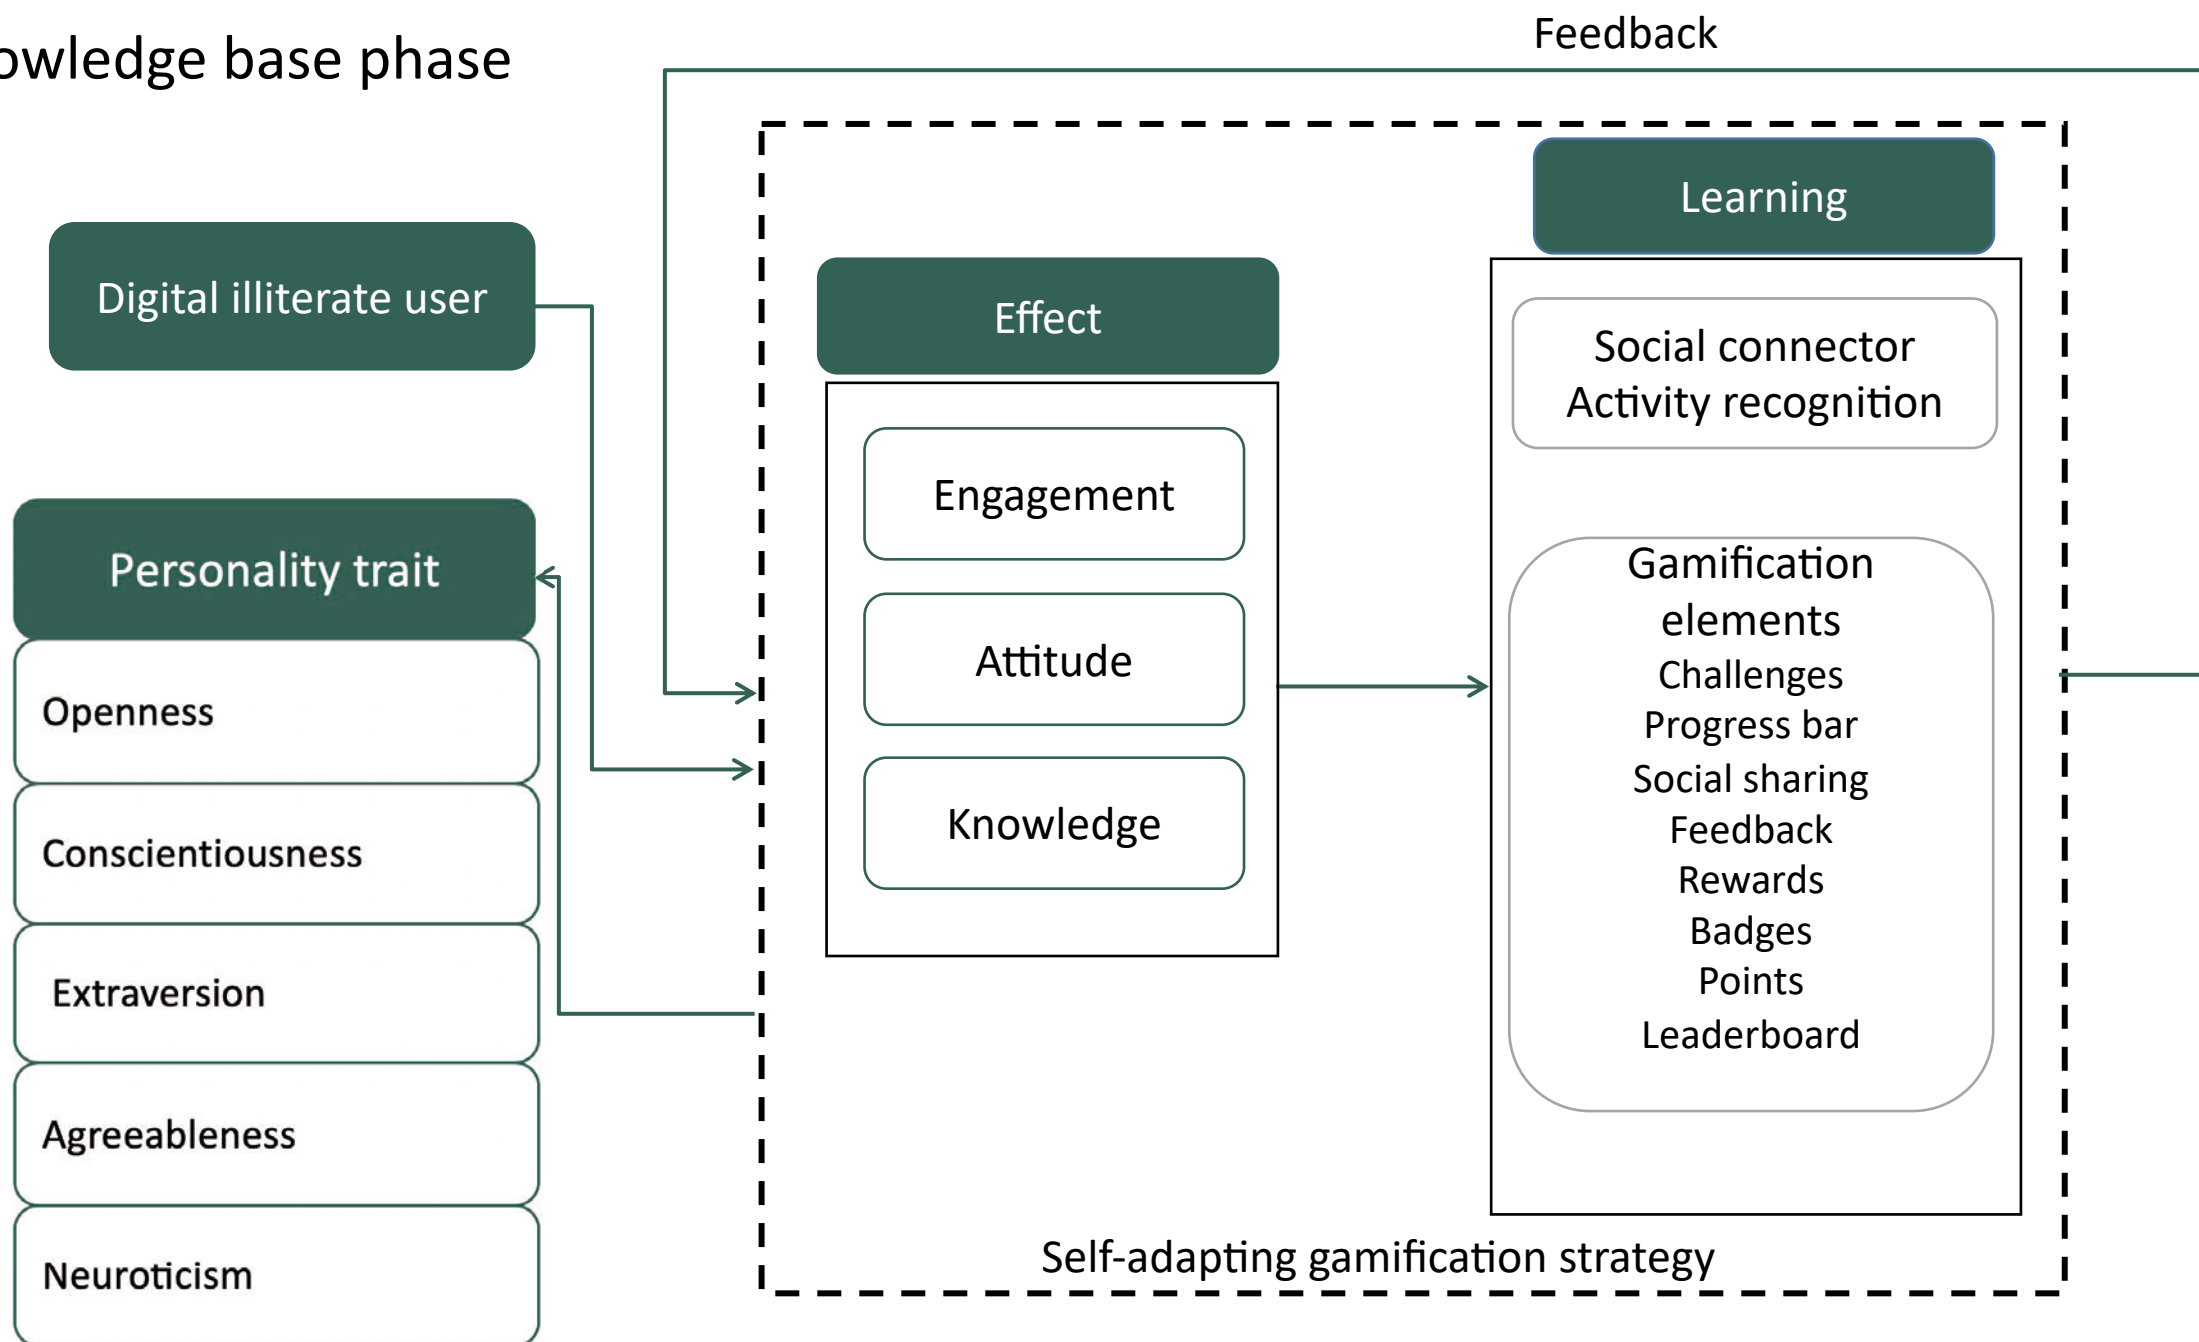 owledge base phase
Feedback
Digital illiterate user
Personality trait
Openness
Conscientiousness
Extraversion
Agreeableness
Neuroticism
Effect
Engagement
Attitude
Knowledge
Learning
Social connector
Activity recognition
Gamification
elements
Challenges
Progress bar
Social sharing
Feedback
Rewards
Badges
Points
Leaderboard
Self-adapting gamification strategy